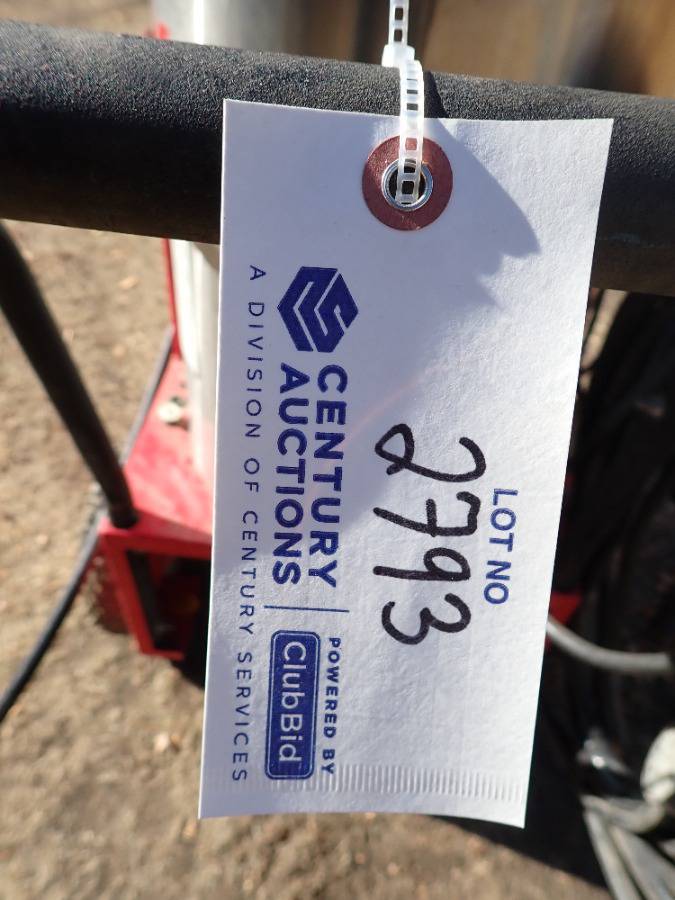 LOT NO
2793
CENTURY
AUCTIONS
A DIVISION OF CENTURY SERVICES
POWERED BY
ClubBid